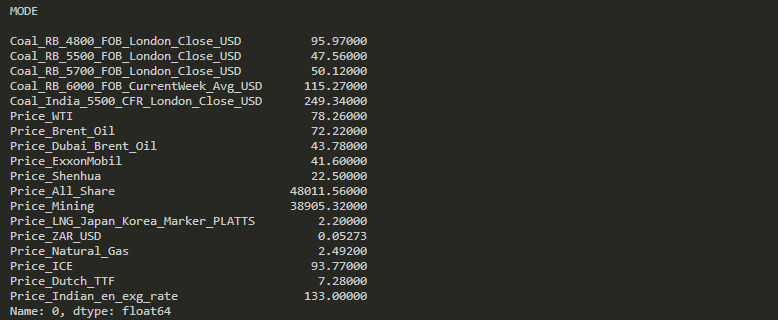 MODE
Coal_RB_4800_FOB_London_Close_USD 95.97000
Coal_RB_5500_FOB_London_Close_USD 47.56000
Coal_RB_5700_FOB_London_Close_USD 50.12000
Coal_RB_6000_FOB_CurrentWeek_Avg_USD 115.27000
Coal_India_5500_CFR_London_Close_USD 249.34000
Price_WTI 78.26000
Price_Brent_Oil 72.22000
Price_Dubai_Brent_Oil 43.78000
Price_ExxonMobil 41.60000
Price_Shenhua 22.50000
Price_All_Share 48011.56000
Price_Mining 38905.32000
Price_LNG_Japan_Korea_Marker_PLATTS 2.20000
Price_ZAR_USD 0.05273
Price_Natural_Gas 2.49200
Price_ICE 93.77000
Price_Dutch_TTF 7.28000
Price_Indian_en_exg_rate 133.00000
Name: 0, dtype: float64